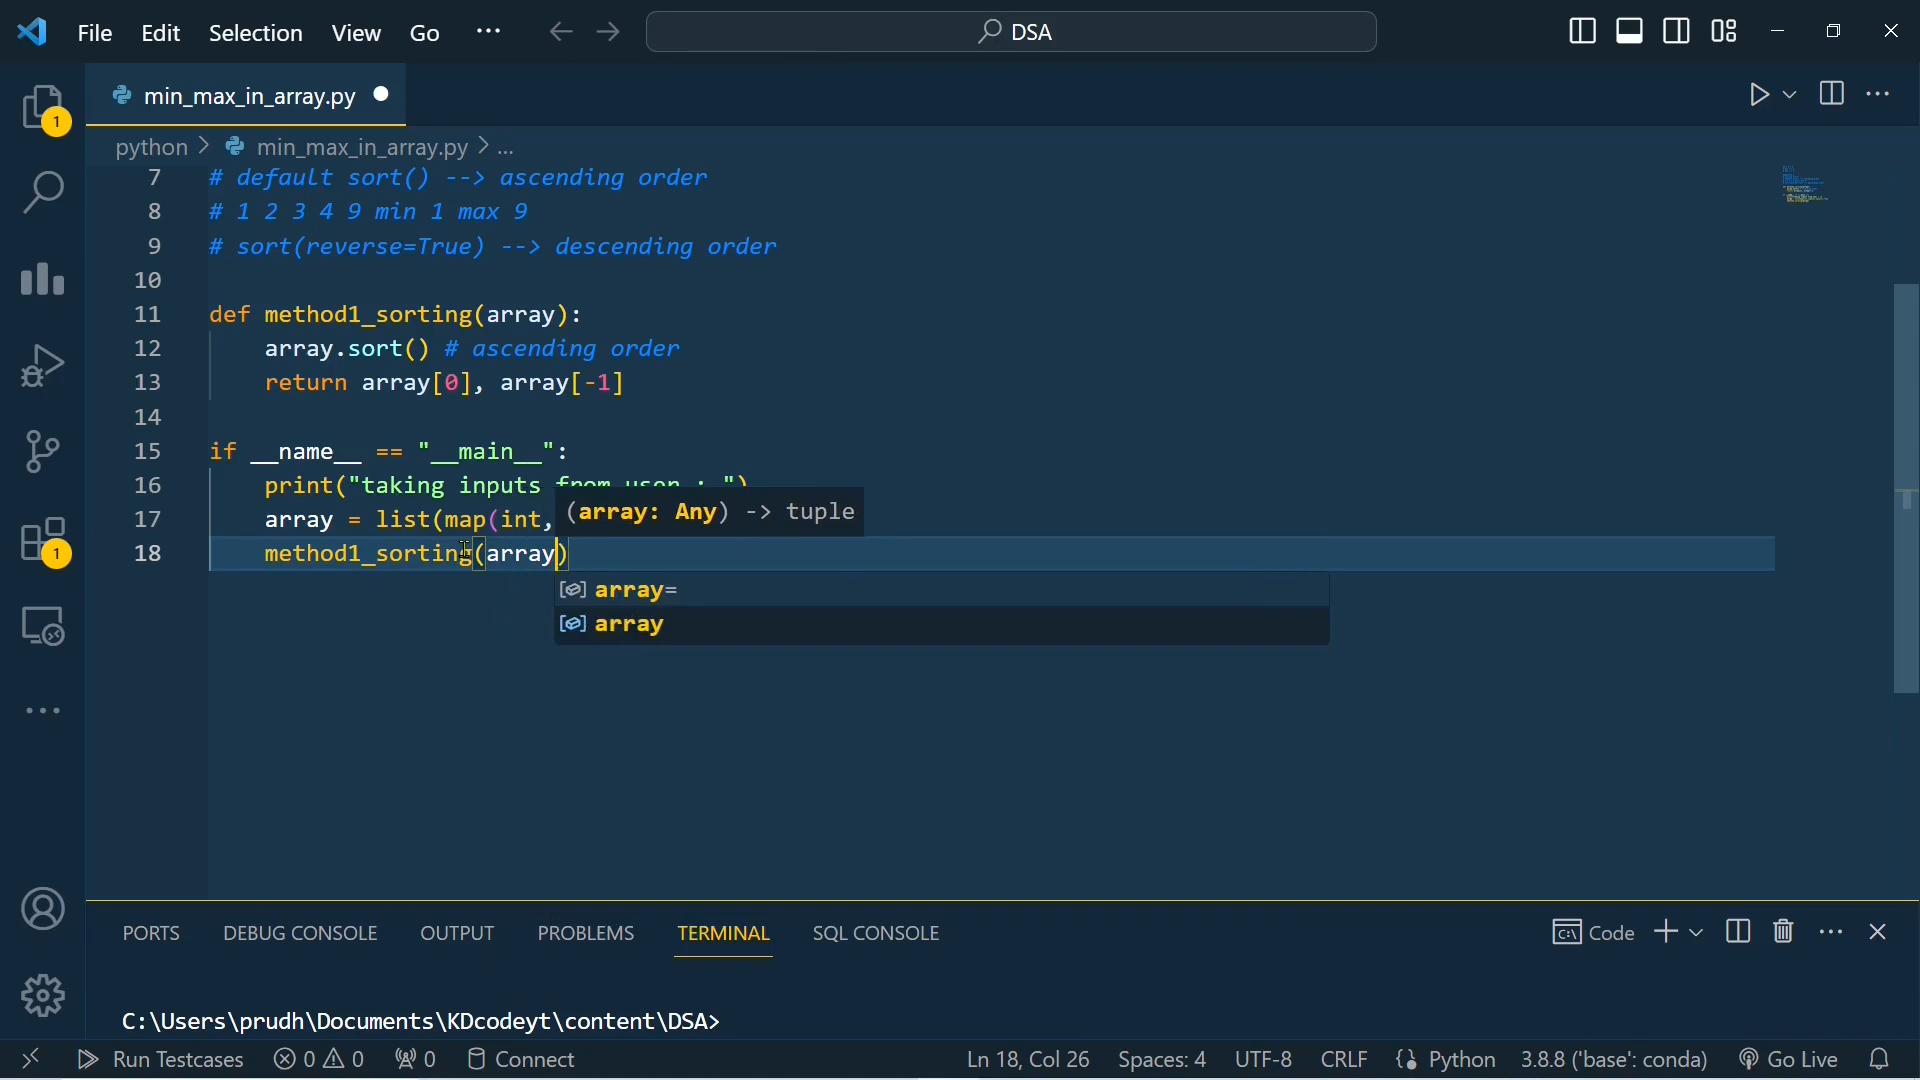 File Edit Selection View Go ··· DSA
min_max_in_array.py
1
python > min_max_in_array.py > ...
7 # default sort() --> ascending order
8 # 1 2 3 4 9 min 1 max 9
9 # sort(reverse=True) --> descending order
10
11 def method1_sorting(array):
12 array.sort() # ascending order
13 return array[0], array[-1]
14
15 if __name__ == "__main__":
16 print("taking inputs from user : ")
17 array = list(map(int, (array: Any) -> tuple
18 method1_sorting(array)
1
array=
array
PORTS DEBUG CONSOLE OUTPUT PROBLEMS TERMINAL SQL CONSOLE Code
C:\Users\prudh\Documents\KDcodeyt\content\DSA>
Run Testcases 0 0 0 Connect Ln 18, Col 26 Spaces: 4 UTF-8 CRLF Python 3.8.8 ('base': conda) Go Live